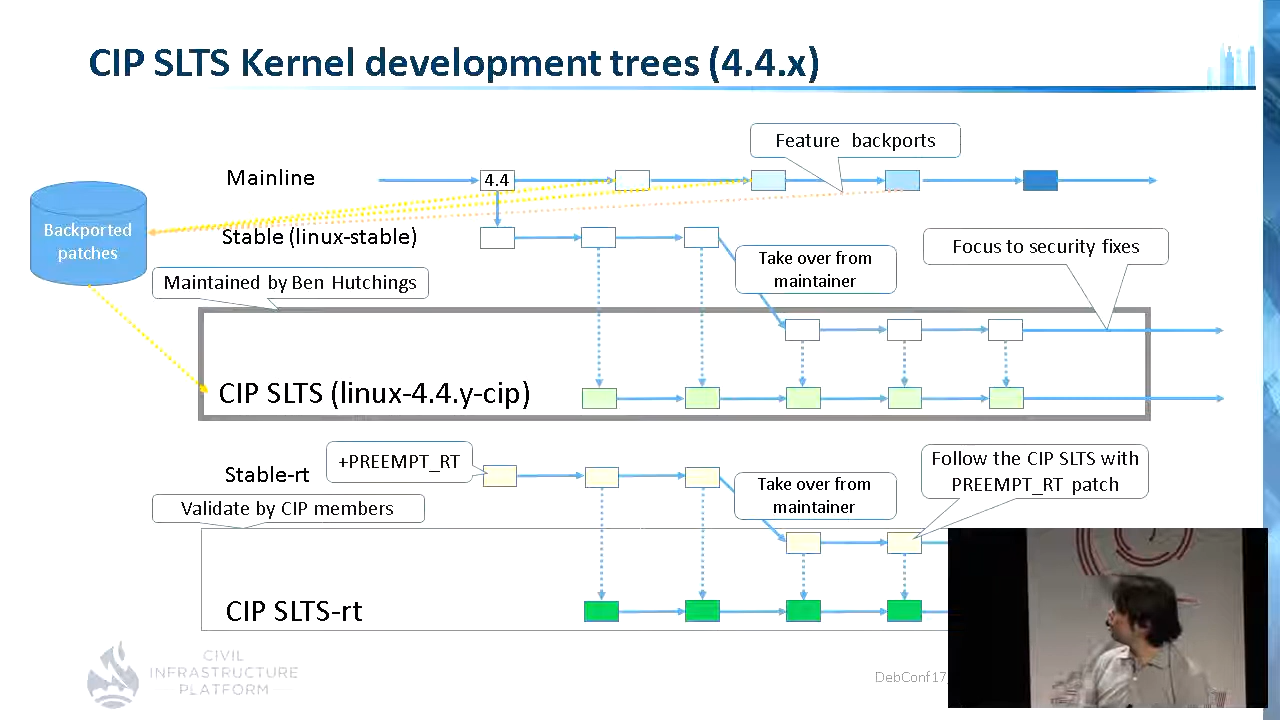 CIP SLTS Kernel development trees (4.4.x)
Feature backports
Mainline
4.4
Backported
patches
Stable (linux-stable)
Take over from
maintainer
Focus to security fixes
Maintained by Ben Hutchings
CIP SLTS (linux-4.4.y-cip)
+PREEMPT_RT
Stable-rt
Follow the CIP SLTS with
PREEMPT_RT patch
Take over from
maintainer
Validate by CIP members
CIP SLTS-rt
CIVIL
INFRASTRUCTURE
PLATFORM
DebConf17